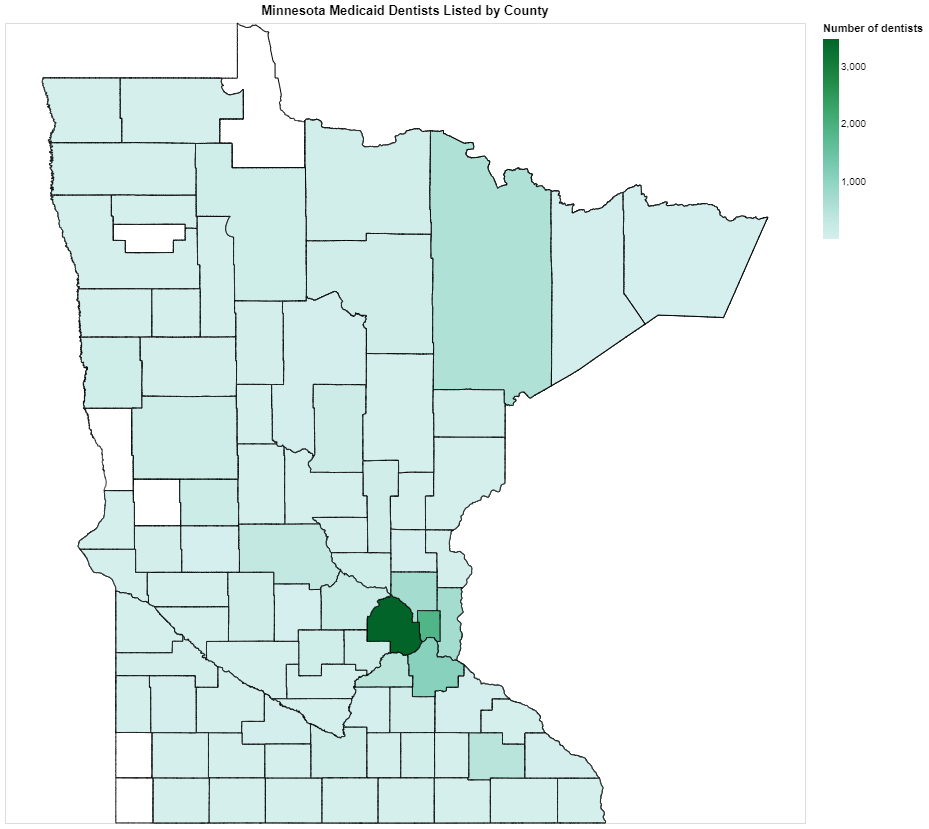 Minnesota Medicaid Dentists Listed by County
Number of dentists
3,000
2,000
1,000